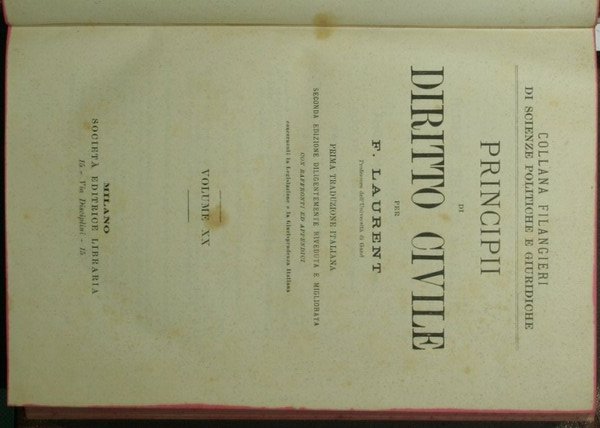 COLLANA FILANGIERI
DI SCIENZE POLITICHE E GIURIDICHE
PRINCIPII
DI
DIRITTO CIVILE
PER
F. LAURENT
Professore dell'Università di Gand
PRIMA TRADUZIONE ITALIANA
SECONDA EDIZIONE DILIGENTEMENTE RIVEDUTA E MIGLIORATA
CON RAFFRONTI ED APPENDICI
concernenti la Legislazione e la Giurisprudenza Italiana
VOLUME XX
MILANO
SOCIETÀ EDITRICE LIBRARIA
15 - Via Disciplini - 15